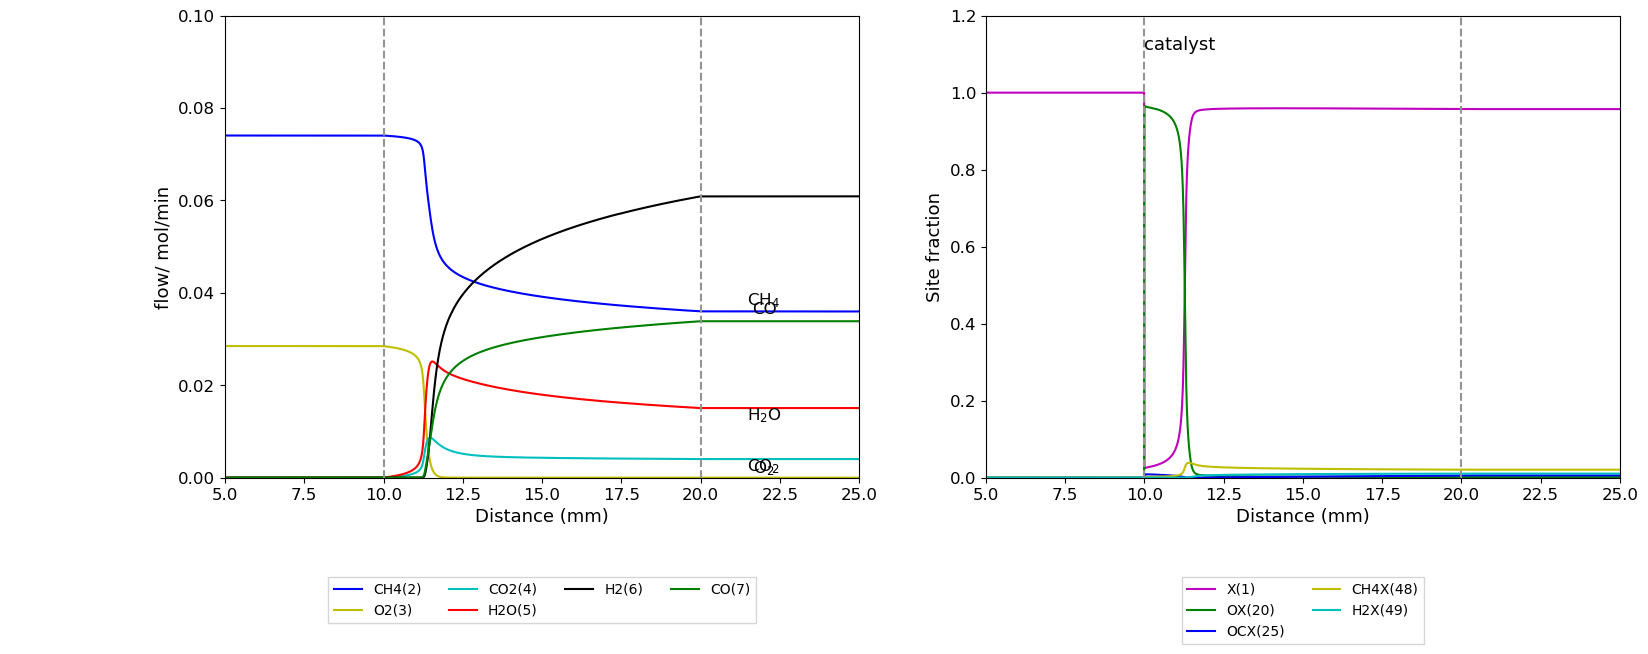 0.10
0.08
0.06
0.04
0.02
0.00
flow/ mol/min
CH₄
CO
H₂O
CO₂
O₂
5.0 7.5 10.0 12.5 15.0 17.5 20.0 22.5 25.0
Distance (mm)
CH4(2) CO2(4) H2(6) CO(7)
O2(3) H2O(5)
1.2
1.0
0.8
0.6
0.4
0.2
0.0
Site fraction
catalyst
5.0 7.5 10.0 12.5 15.0 17.5 20.0 22.5 25.0
Distance (mm)
X(1) CH4X(48)
OX(20) H2X(49)
OCX(25)